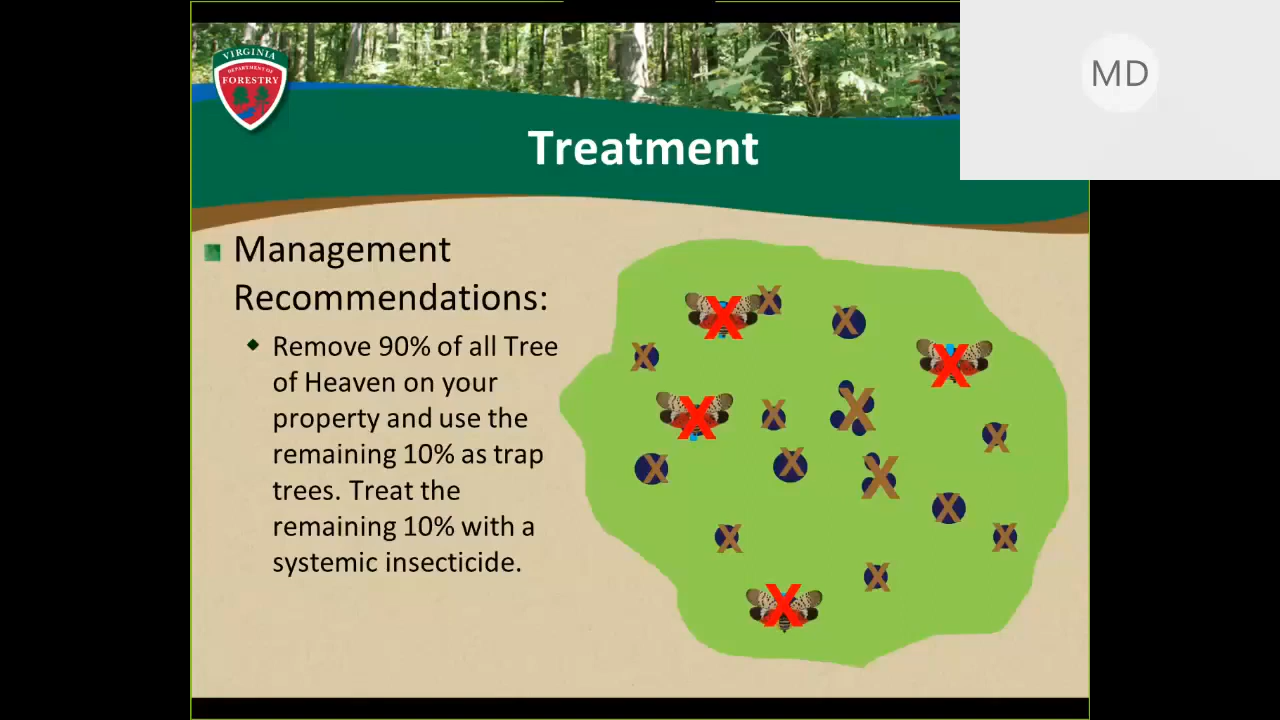 VIRGINIA
DEPARTMENT OF
FORESTRY
MD
Treatment
Management
Recommendations:
Remove 90% of all Tree
of Heaven on your
property and use the
remaining 10% as trap
trees. Treat the
remaining 10% with a
systemic insecticide.